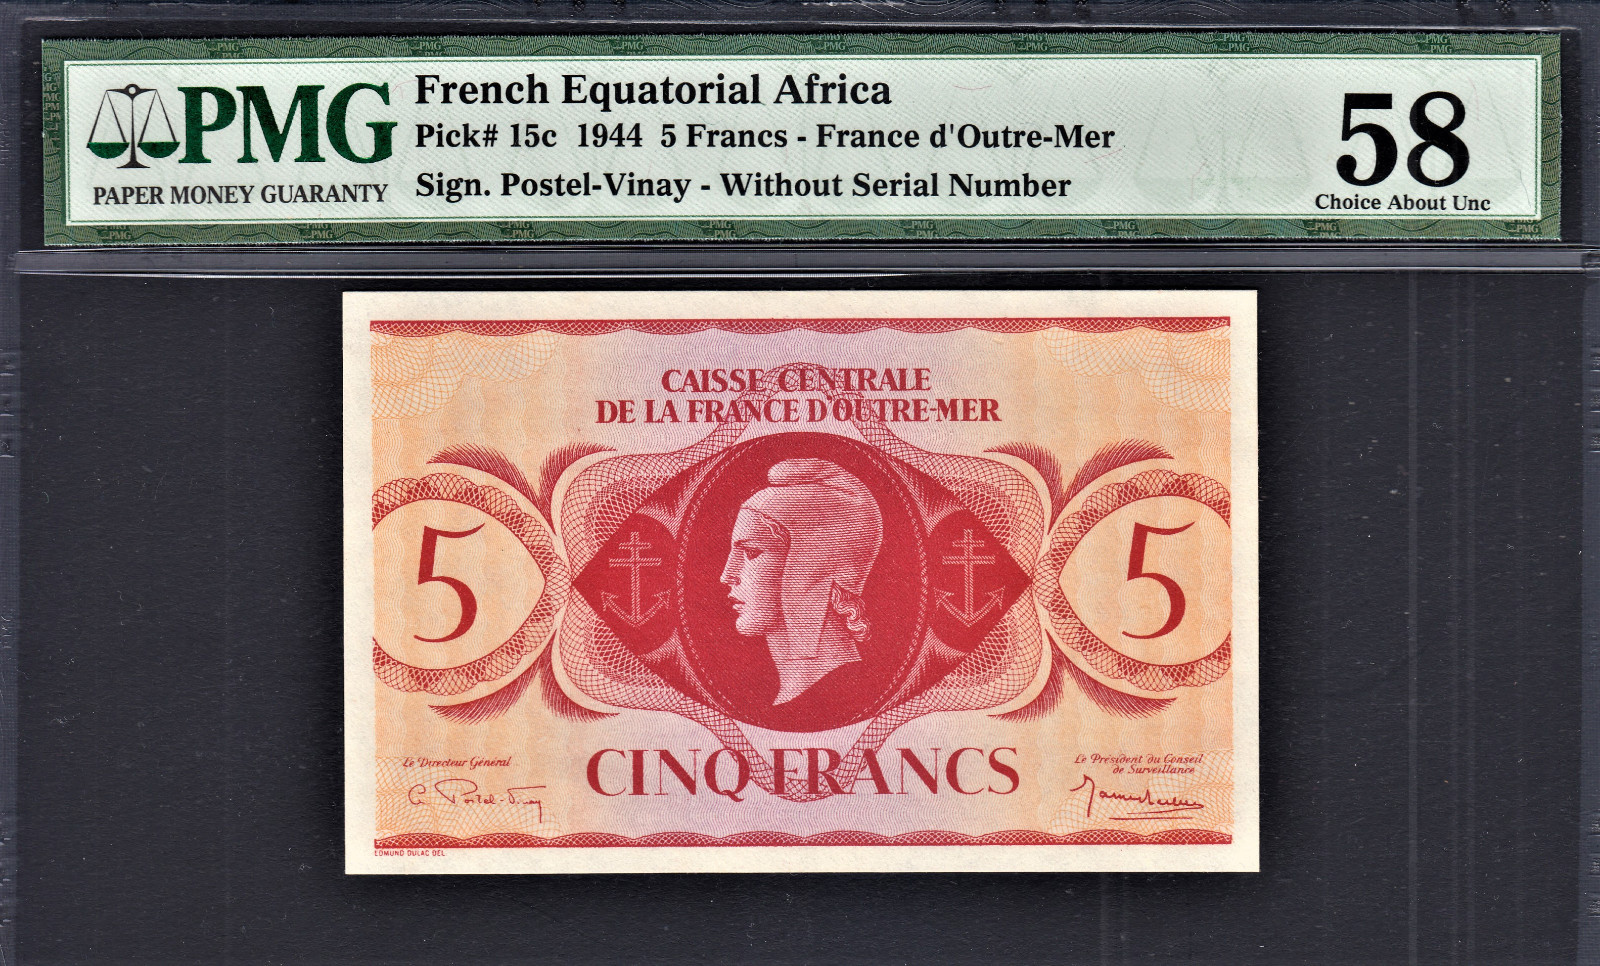 PMG
PAPER MONEY GUARANTY
French Equatorial Africa
Pick# 15c 1944 5 Francs - France d'Outre-Mer
Sign. Postel-Vinay - Without Serial Number
58
Choice About Unc
CAISSE CENTRALE
DE LA FRANCE D'OUTRE-MER
5
5
CINQ FRANCS
Le Directeur Général
Le Président du Conseil
de Surveillance
EDMUND DULAC DEL